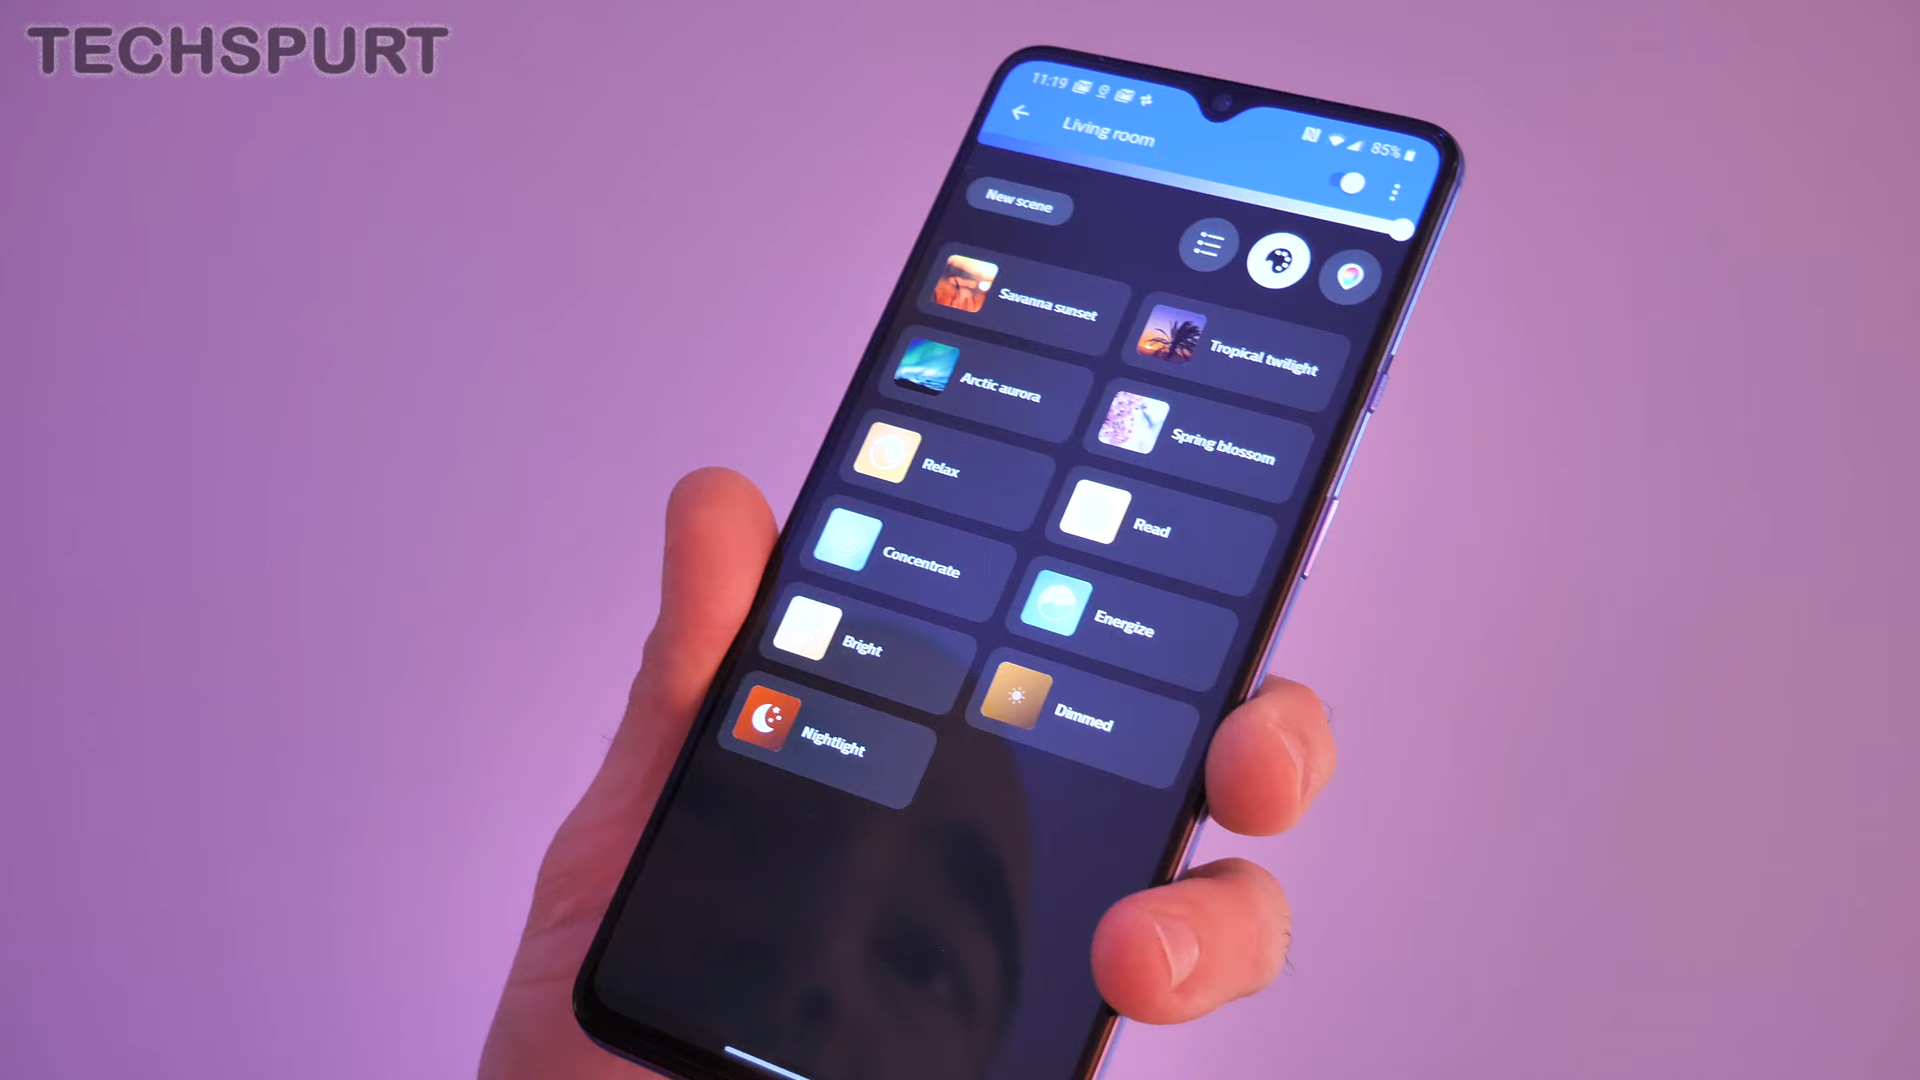 TECHSPURT
11:19
85%
Living room
New scene
Savanna sunset
Tropical twilight
Arctic aurora
Spring blossom
Relax
Read
Concentrate
Energize
Bright
Dimmed
Nightlight